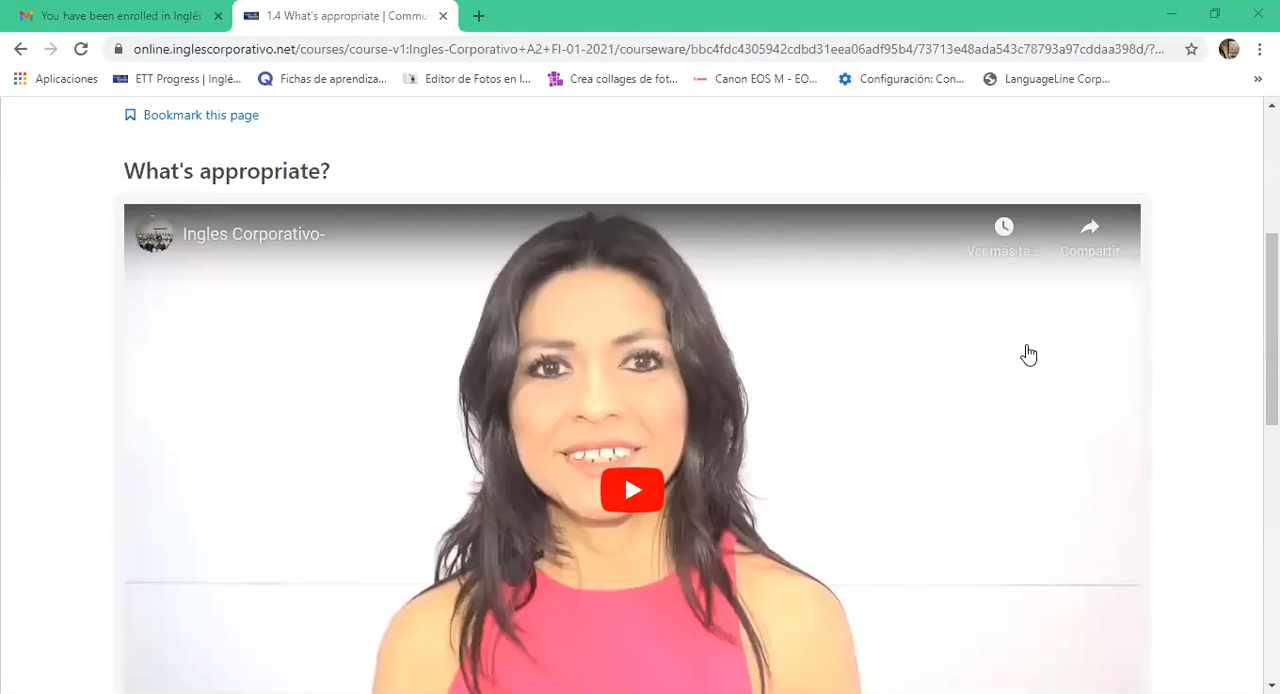 You have been enrolled in Inglés
1.4 What's appropriate | Commu
online.inglescorporativo.net/courses/course-v1:Ingles-Corporativo+A2+FI-01-2021/courseware/bbc4fdc4305942cdbd31eea06adf95b4/73713e48ada543c78793a97cddaa398d/?...
Aplicaciones ETT Progress | Inglé... Fichas de aprendiza... Editor de Fotos en l... Crea collages de fot... Canon EOS M - EO... Configuración: Con... LanguageLine Corp... »
Bookmark this page
What's appropriate?
Ingles Corporativo-
Ver más ta... Compartir